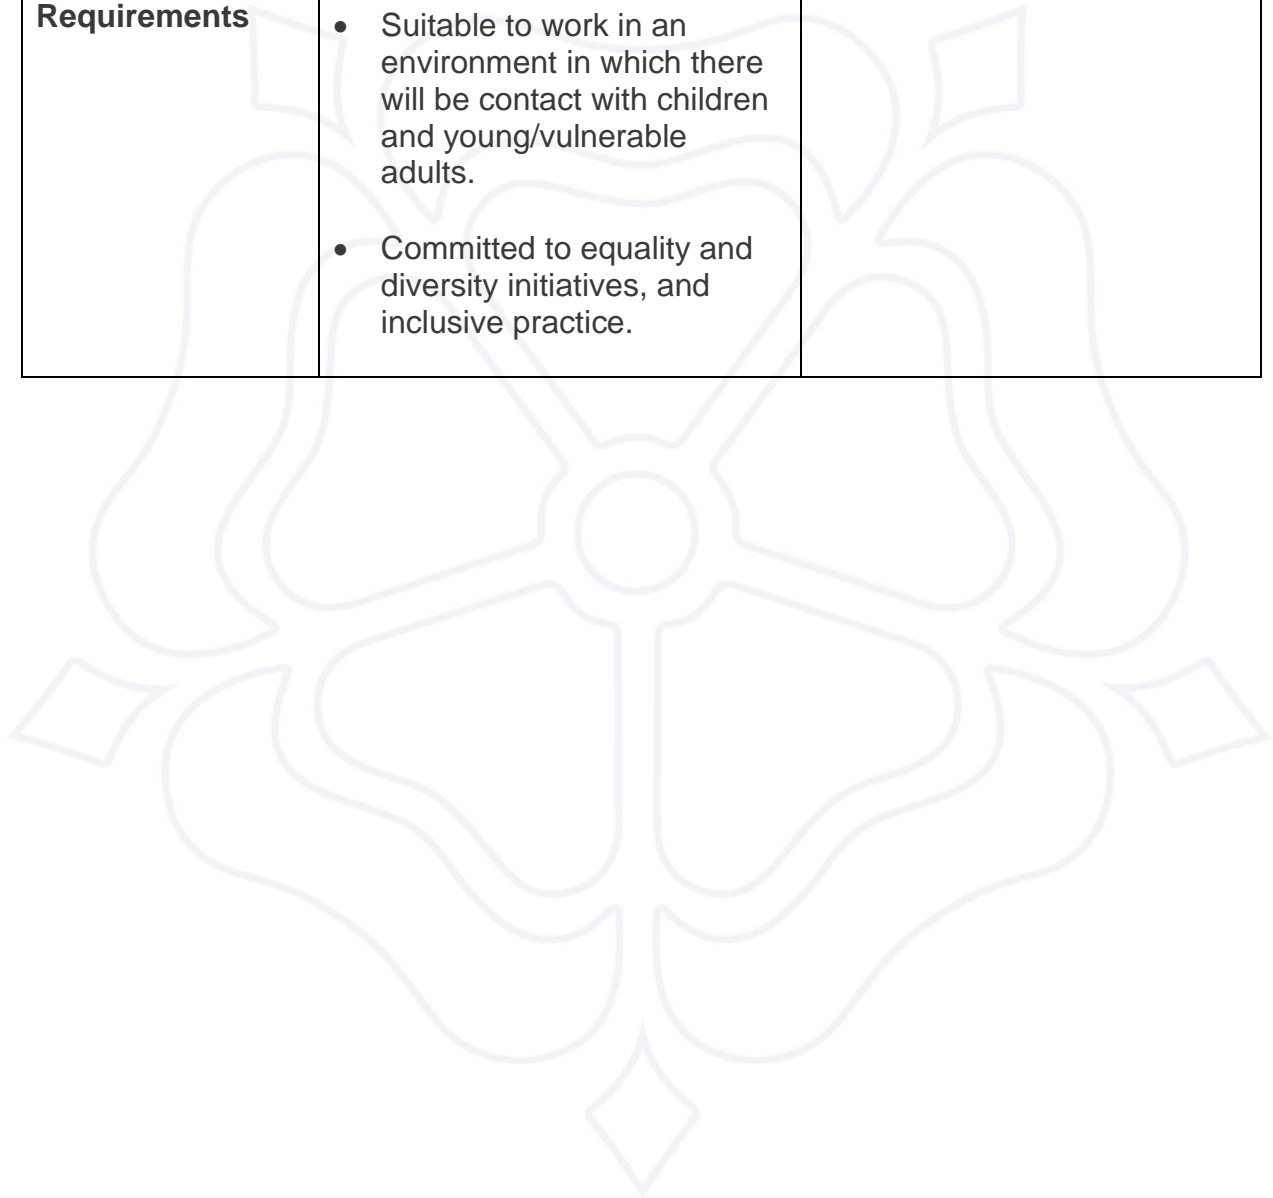 Requirements
• Suitable to work in an
environment in which there
will be contact with children
and young/vulnerable
adults.
• Committed to equality and
diversity initiatives, and
inclusive practice.